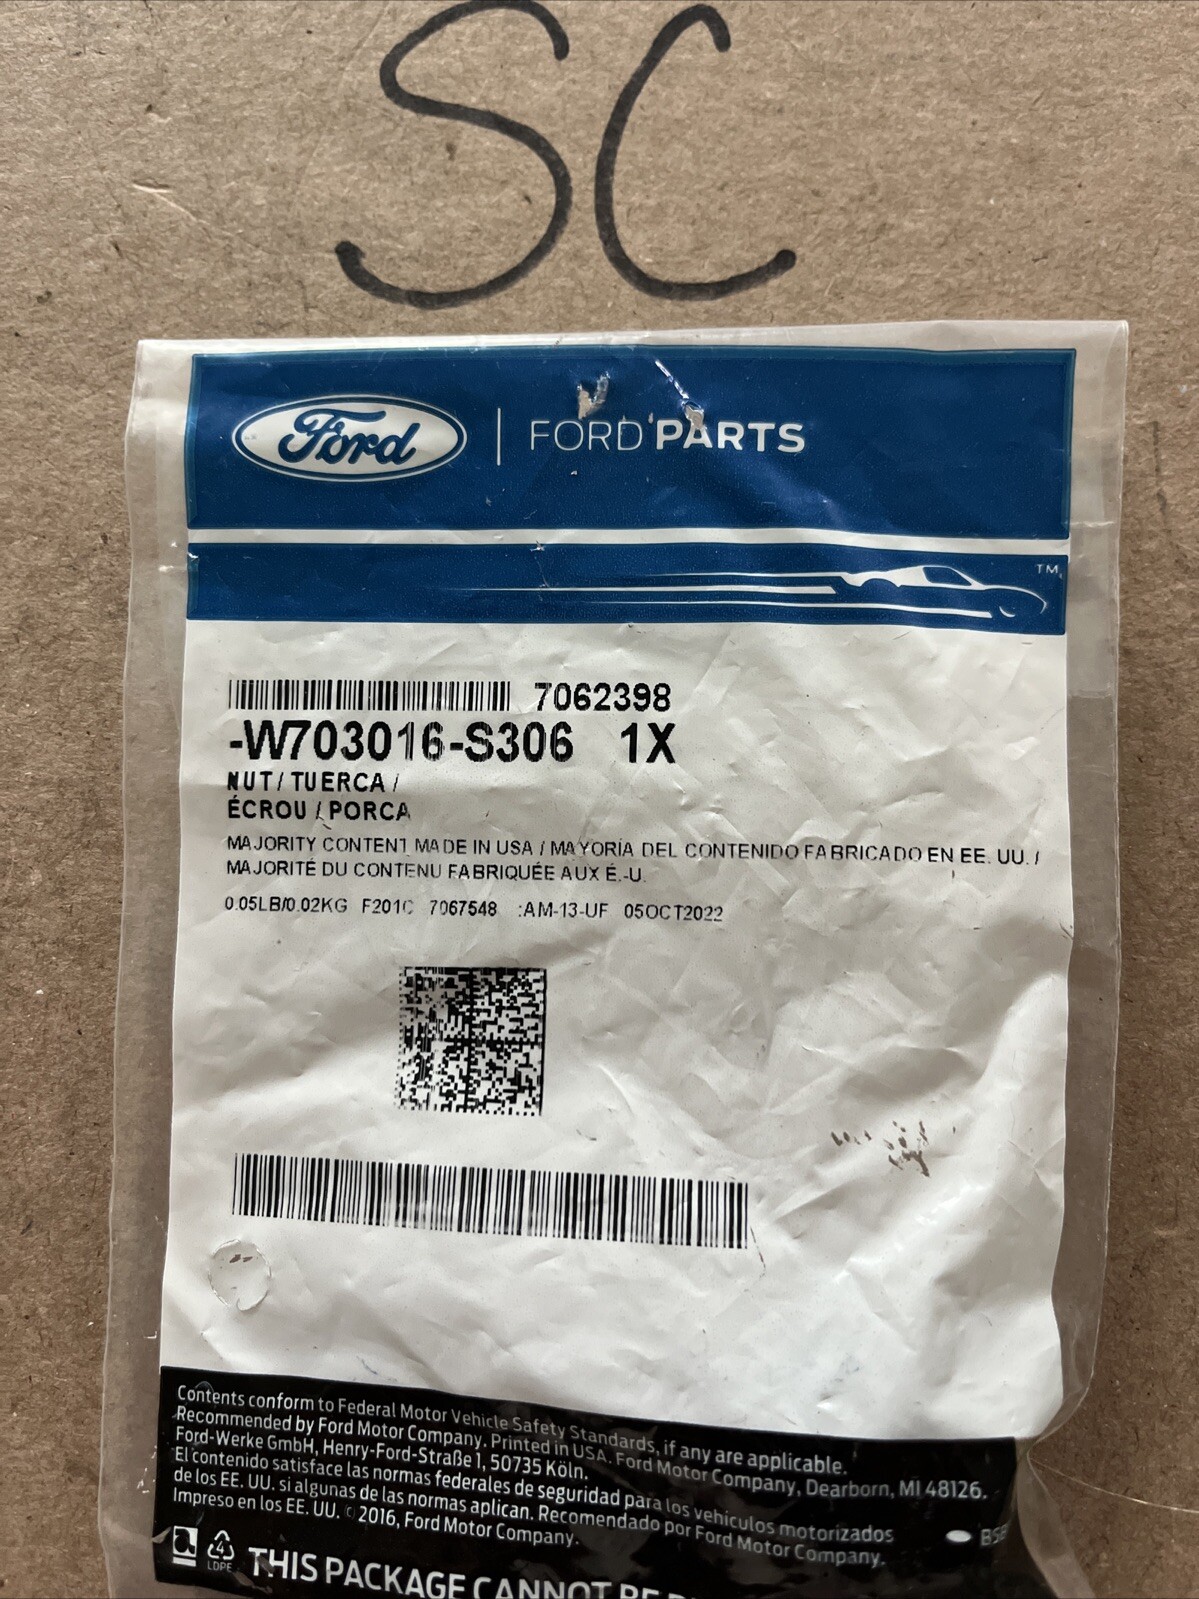 SC
Ford | FORD PARTS
TM
7062398
-W703016-S306 1X
NUT / TUERCA /
ÉCROU / PORCA
MAJORITY CONTENT MADE IN USA / MAYORÍA DEL CONTENIDO FABRICADO EN EE. UU. /
MAJORITÉ DU CONTENU FABRIQUÉE AUX É.-U.
0.05LB/0.02KG F201C 7067548 :AM-13-UF 05OCT2022
Contents conform to Federal Motor Vehicle Safety Standards, if any are applicable.
Recommended by Ford Motor Company. Printed in USA. Ford Motor Company, Dearborn, MI 48126.
Ford-Werke GmbH, Henry-Ford-Straße 1, 50735 Köln.
El contenido satisface las normas federales de seguridad para los vehículos motorizados
de los EE. UU. si algunas de las normas aplican. Recomendado por Ford Motor Company.
Impreso en los EE. UU. © 2016, Ford Motor Company.
4
LDPE
THIS PACKAGE CANNOT BE